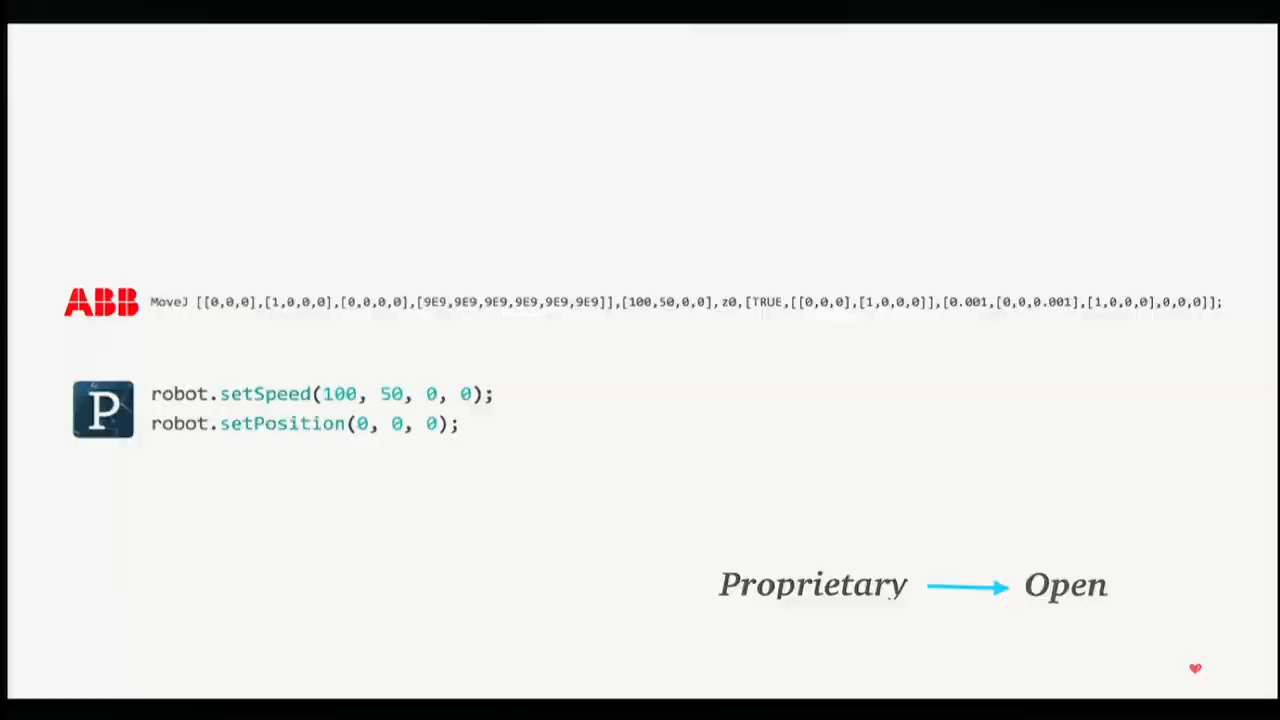 ABB MoveJ [[0,0,0],[1,0,0,0],[0,0,0,0],[9E9,9E9,9E9,9E9,9E9,9E9]],[100,50,0,0],z0,[TRUE,[[0,0,0],[1,0,0,0]],[0.001,[0,0,0.001],[1,0,0,0],0,0,0]];
P robot.setSpeed(100, 50, 0, 0);
robot.setPosition(0, 0, 0);
Proprietary Open